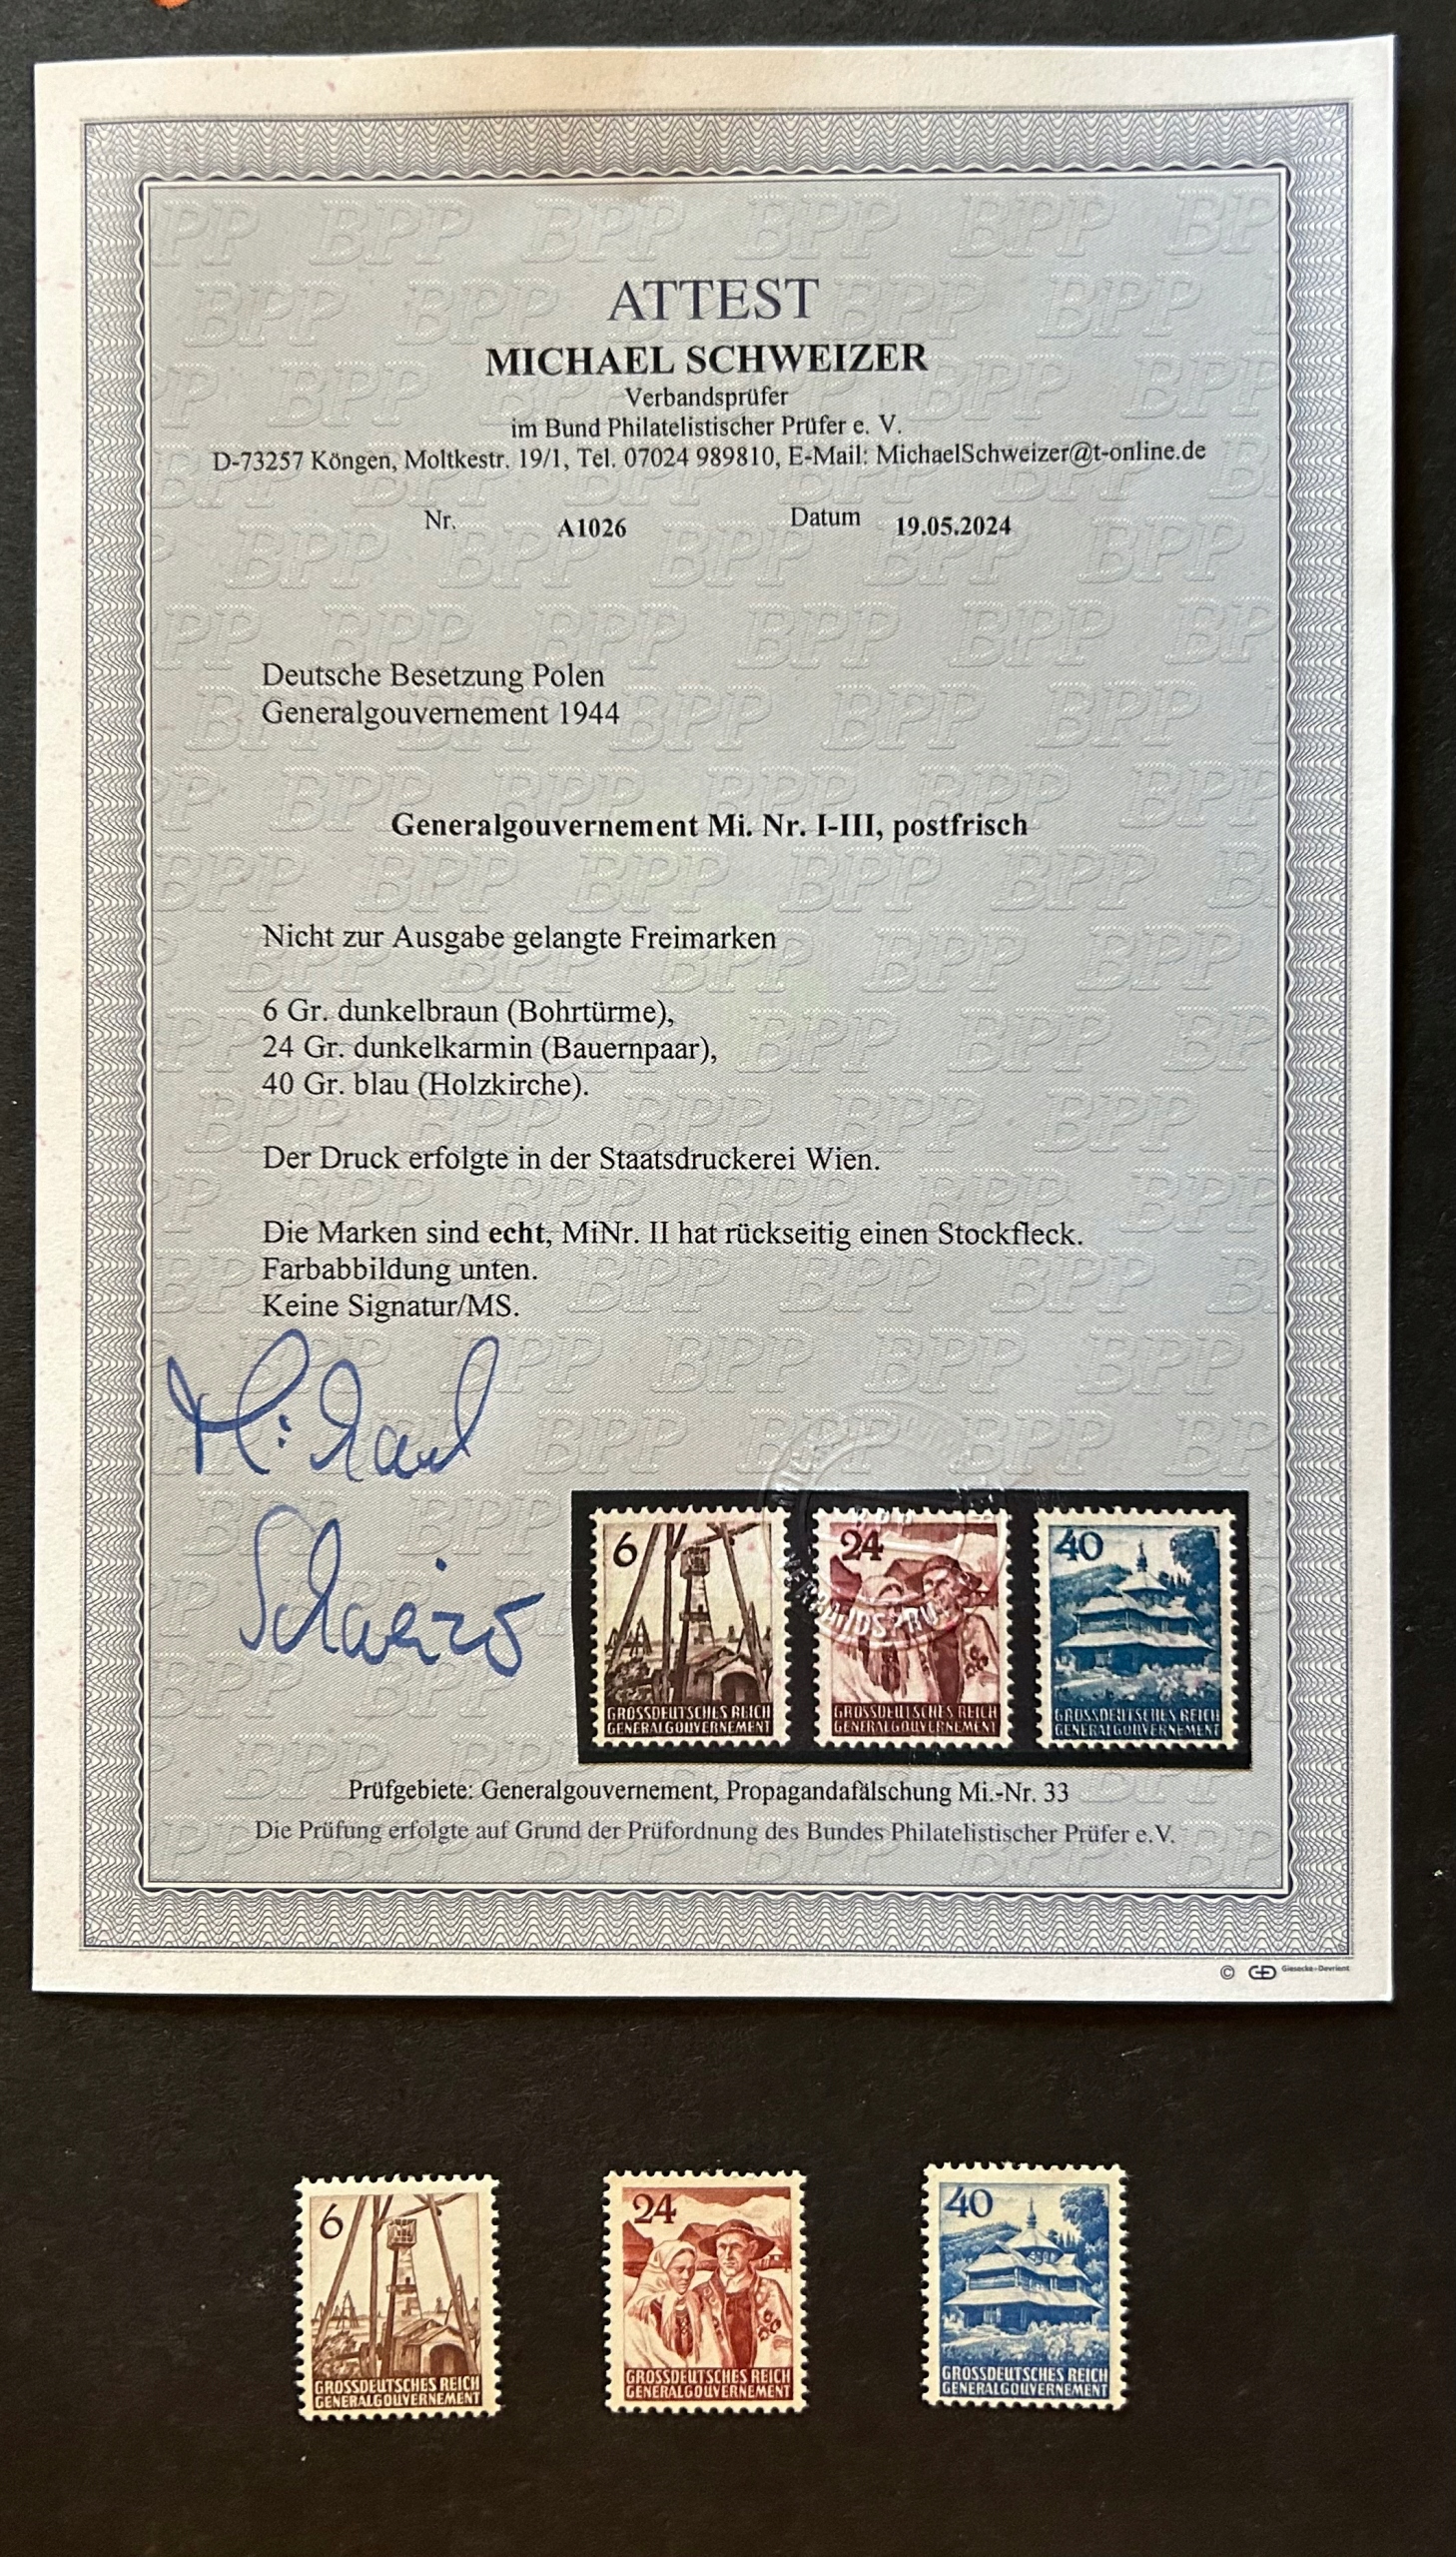 ATTEST
MICHAEL SCHWEIZER
Verbandsprüfer
im Bund Philatelistischer Prüfer e. V.
D-73257 Köngen, Moltkestr. 19/1, Tel. 07024 989810, E-Mail: MichaelSchweizer@t-online.de
Nr. A1026 Datum 19.05.2024
Deutsche Besetzung Polen
Generalgouvernement 1944
Generalgouvernement Mi. Nr. I-III, postfrisch
Nicht zur Ausgabe gelangte Freimarken
6 Gr. dunkelbraun (Bohrtürme),
24 Gr. dunkelkarmin (Bauernpaar),
40 Gr. blau (Holzkirche).
Der Druck erfolgte in der Staatsdruckerei Wien.
Die Marken sind echt, MiNr. II hat rückseitig einen Stockfleck.
Farbabbildung unten.
Keine Signatur/MS.
Michael
Schweizer
6 24 40
GROSSDEUTSCHES REICH GROSSDEUTSCHES REICH GROSSDEUTSCHES REICH
GENERALGOUVERNEMENT GENERALGOUVERNEMENT GENERALGOUVERNEMENT
Prüfgebiete: Generalgouvernement, Propagandafälschung Mi.-Nr. 33
Die Prüfung erfolgte auf Grund der Prüfordnung des Bundes Philatelistischer Prüfer e.V.
© Giesecke+Devrient
6 24 40
GROSSDEUTSCHES REICH GROSSDEUTSCHES REICH GROSSDEUTSCHES REICH
GENERALGOUVERNEMENT GENERALGOUVERNEMENT GENERALGOUVERNEMENT